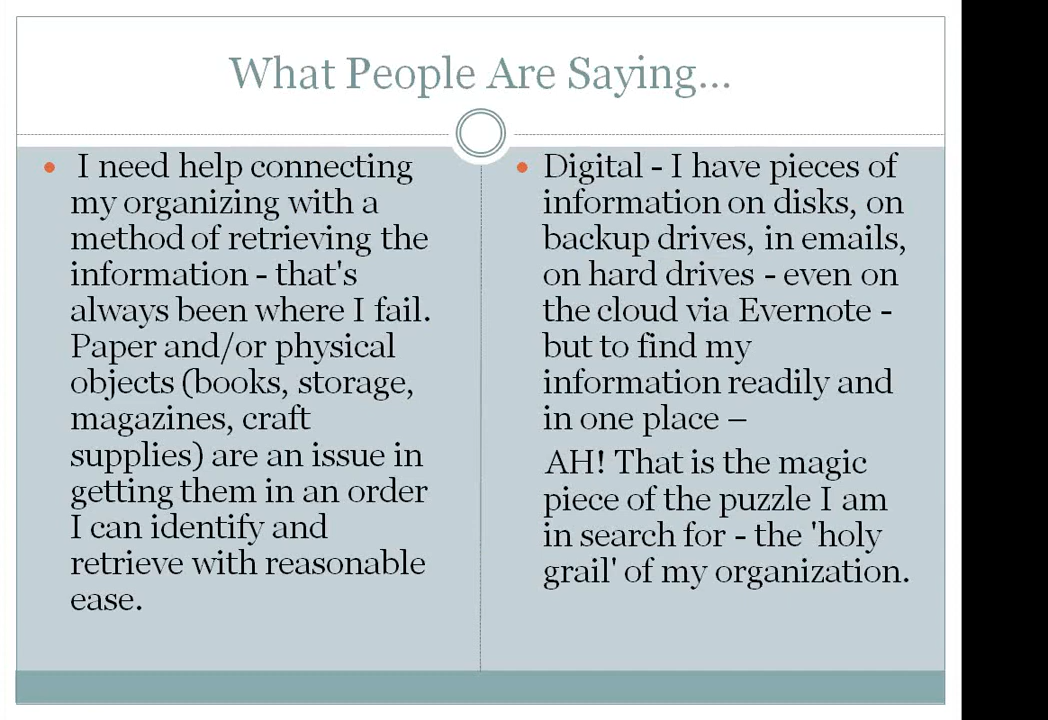 What People Are Saying...
I need help connecting
my organizing with a
method of retrieving the
information - that's
always been where I fail.
Paper and/or physical
objects (books, storage,
magazines, craft
supplies) are an issue in
getting them in an order
I can identify and
retrieve with reasonable
ease.
Digital - I have pieces of
information on disks, on
backup drives, in emails,
on hard drives - even on
the cloud via Evernote -
but to find my
information readily and
in one place –
AH! That is the magic
piece of the puzzle I am
in search for - the 'holy
grail' of my organization.